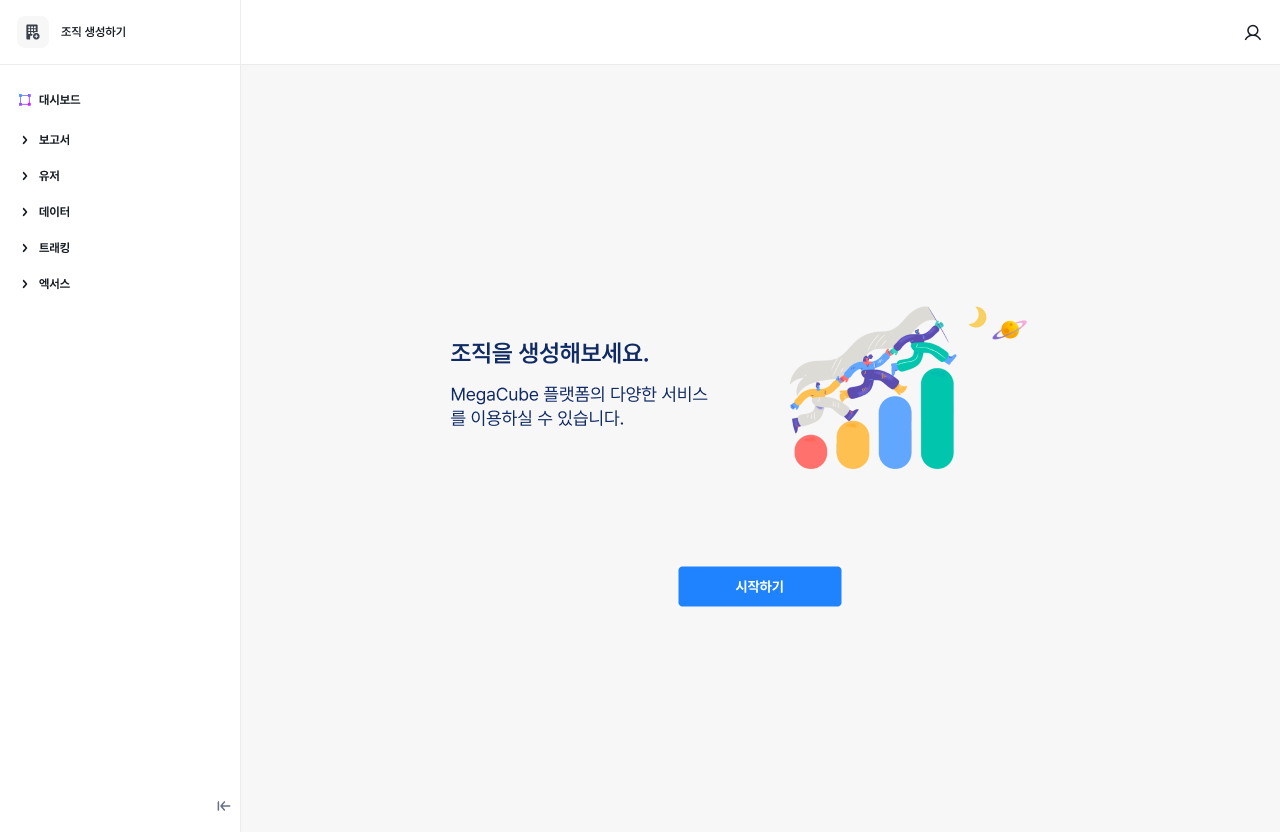 조직 생성하기
대시보드
보고서
유저
데이터
트래킹
엑서스
조직을 생성해보세요.
MegaCube 플랫폼의 다양한 서비스
를 이용하실 수 있습니다.
시작하기